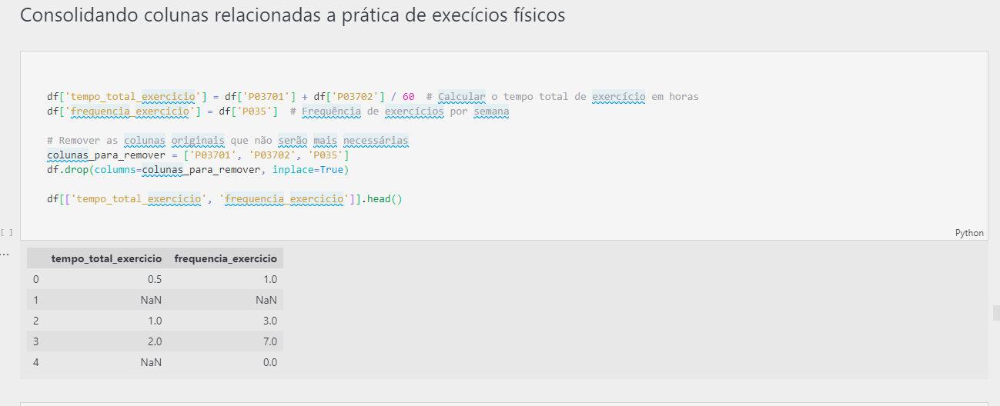 Consolidando colunas relacionadas a prática de execícios físicos
df['tempo_total_exercicio'] = df['P03701'] + df['P03702'] / 60  # Calcular o tempo total de exercício em horas
df['frequencia_exercicio'] = df['P035']  # Frequência de exercícios por semana
# Remover as colunas originais que não serão mais necessárias
colunas_para_remover = ['P03701', 'P03702', 'P035']
df.drop(columns=colunas_para_remover, inplace=True)
df[['tempo_total_exercicio', 'frequencia_exercicio']].head()
[ ]
Python
...
tempo_total_exercicio frequencia_exercicio
0 0.5 1.0
1 NaN NaN
2 1.0 3.0
3 2.0 7.0
4 NaN 0.0